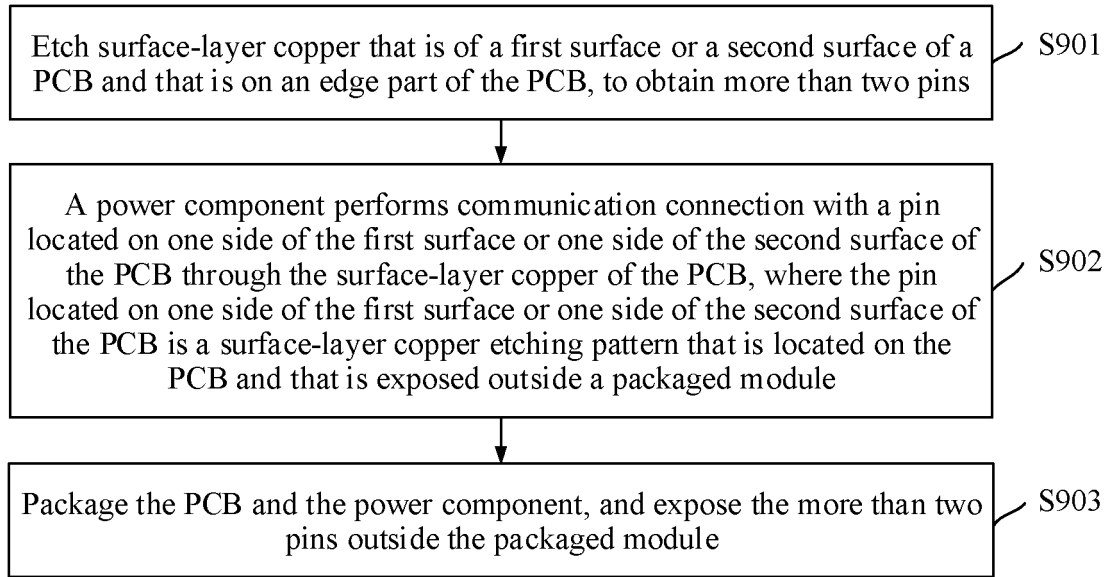 Etch surface-layer copper that is of a first surface or a second surface of a
PCB and that is on an edge part of the PCB, to obtain more than two pins
S901
A power component performs communication connection with a pin
located on one side of the first surface or one side of the second surface of
the PCB through the surface-layer copper of the PCB, where the pin
located on one side of the first surface or one side of the second surface of
the PCB is a surface-layer copper etching pattern that is located on the
PCB and that is exposed outside a packaged module
S902
Package the PCB and the power component, and expose the more than two
pins outside the packaged module
S903